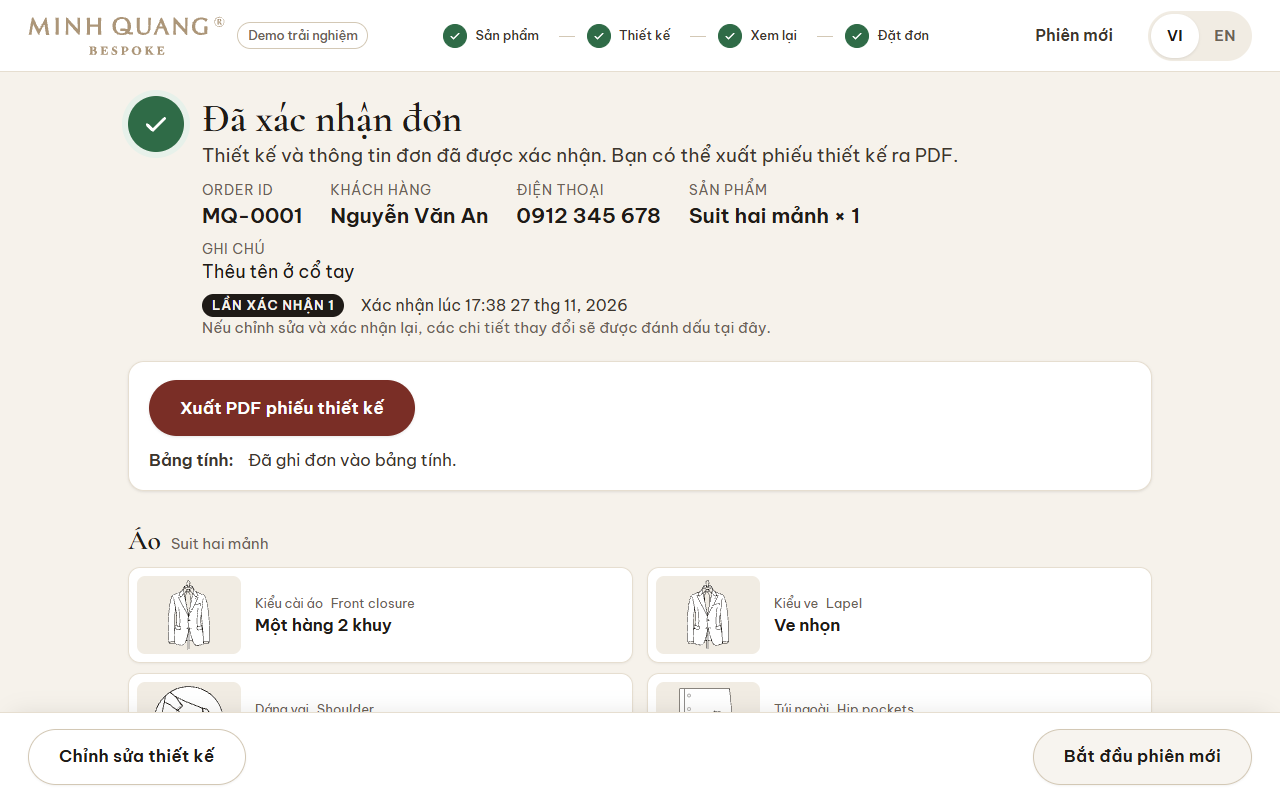 MINH QUANG®
BESPOKE
Demo trải nghiệm
Sản phẩm
Thiết kế
Xem lại
Đặt đơn
Phiên mới
VI
EN
Đã xác nhận đơn
Thiết kế và thông tin đơn đã được xác nhận. Bạn có thể xuất phiếu thiết kế ra PDF.
ORDER ID
MQ-0001
KHÁCH HÀNG
Nguyễn Văn An
ĐIỆN THOẠI
0912 345 678
SẢN PHẨM
Suit hai mảnh × 1
GHI CHÚ
Thêu tên ở cổ tay
LẦN XÁC NHẬN 1
Xác nhận lúc 17:38 27 thg 11, 2026
Nếu chỉnh sửa và xác nhận lại, các chi tiết thay đổi sẽ được đánh dấu tại đây.
Xuất PDF phiếu thiết kế
Bảng tính: Đã ghi đơn vào bảng tính.
Áo Suit hai mảnh
Kiểu cài áo Front closure
Một hàng 2 khuy
Kiểu ve Lapel
Ve nhọn
Dáng vai Shoulder
Túi ngoài Hip pockets
Chỉnh sửa thiết kế
Bắt đầu phiên mới